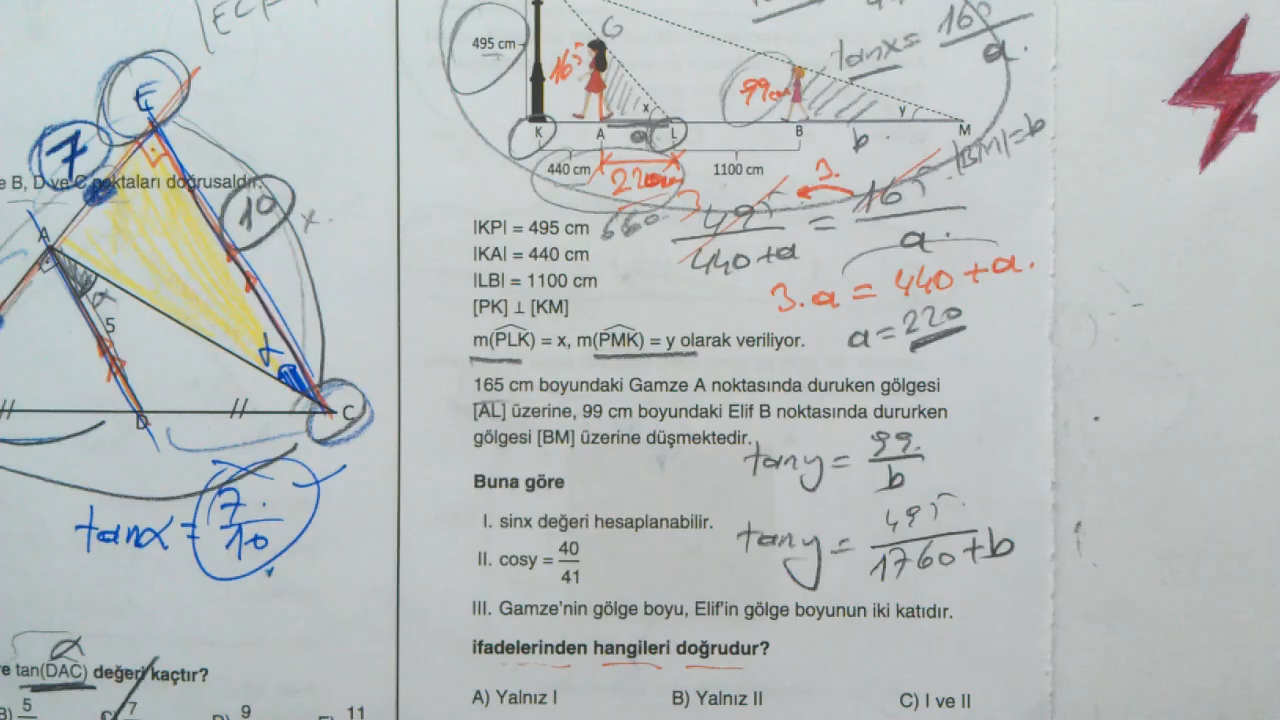 E
7
e B, D ve C noktaları doğrusaldır.
10
x
A
α
5
α
D
C
tanα = 7/10
α
ve tan(DAC) değeri kaçtır?
5
7
9
11
495 cm
165
G
x
K
A
a
L
99cm
B
b
y
M
tanx = 165/a
440 cm
220cm
1100 cm
|BM|=b
660
495/(440+a) = 165/a
3.
|KP| = 495 cm
|KA| = 440 cm
|LB| = 1100 cm
[PK] ⊥ [KM]
3.a = 440+a.
a = 220
m(PLK) = x, m(PMK) = y olarak veriliyor.
165 cm boyundaki Gamze A noktasında duruken gölgesi
[AL] üzerine, 99 cm boyundaki Elif B noktasında dururken
gölgesi [BM] üzerine düşmektedir.
tany = 99/b
Buna göre
I. sinx değeri hesaplanabilir.
tany = 495/(1760+b)
II. cosy = 40/41
III. Gamze'nin gölge boyu, Elif'in gölge boyunun iki katıdır.
ifadelerinden hangileri doğrudur?
A) Yalnız I B) Yalnız II C) I ve II